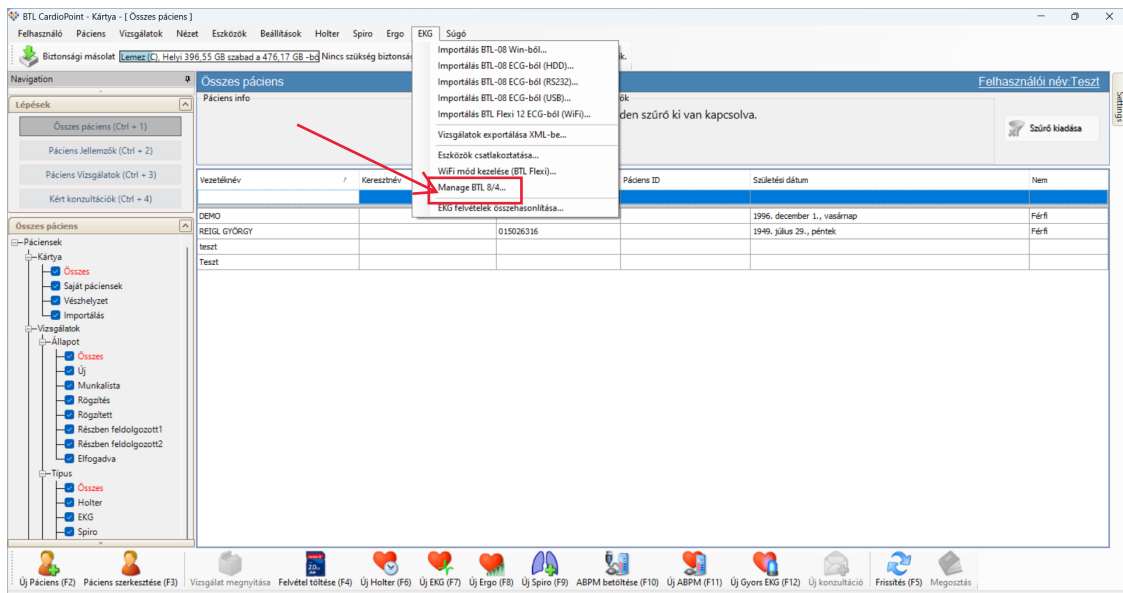 BTL CardioPoint - Kártya - [ Összes páciens ]
Felhasználó Páciens Vizsgálatok Nézet Eszközök Beállítások Holter Spiro Ergo EKG Súgó
Biztonsági másolat Lemez (C), Helyi 396,55 GB szabad a 476,17 GB -bó Nincs szükség
Importálás BTL-08 Win-ből...
Importálás BTL-08 ECG-ből (HDD)...
Importálás BTL-08 ECG-ből (RS232)...
Importálás BTL-08 ECG-ből (USB)...
Importálás BTL Flexi 12 ECG-ből (WiFi)...
Vizsgálatok exportálása XML-be...
Eszközök csatlakoztatása...
WiFi mód kezelése (BTL Flexi)...
Manage BTL 8/4...
EKG felvételek összehasonlítása...
Navigation
Összes páciens
Felhasználói név:Teszt
Settings
Lépések
Összes páciens (Ctrl + 1)
Páciens Jellemzők (Ctrl + 2)
Páciens Vizsgálatok (Ctrl + 3)
Kért konzultációk (Ctrl + 4)
Páciens info
den szűrő ki van kapcsolva.
Szűrő kiadása
Vezetéknév / Keresztnév Páciens ID Születési dátum Nem
DEMO 1996. december 1., vasárnap Férfi
REIGL GYÖRGY 015026316 1949. július 29., péntek Férfi
teszt
Teszt
Összes páciens
Páciensek
Kártya
Összes
Saját páciensek
Vészhelyzet
Importálás
Vizsgálatok
Állapot
Összes
Új
Munkalista
Rögzítés
Rögzített
Részben feldolgozott1
Részben feldolgozott2
Elfogadva
Típus
Összes
Holter
EKG
Spiro
Új Páciens (F2) Páciens szerkesztése (F3) Vizsgálat megnyitása Felvétel töltése (F4) Új Holter (F6) Új EKG (F7) Új Ergo (F8) Új Spiro (F9) ABPM betöltése (F10) Új ABPM (F11) Új Gyors EKG (F12) Új konzultáció Frissítés (F5) Megosztás